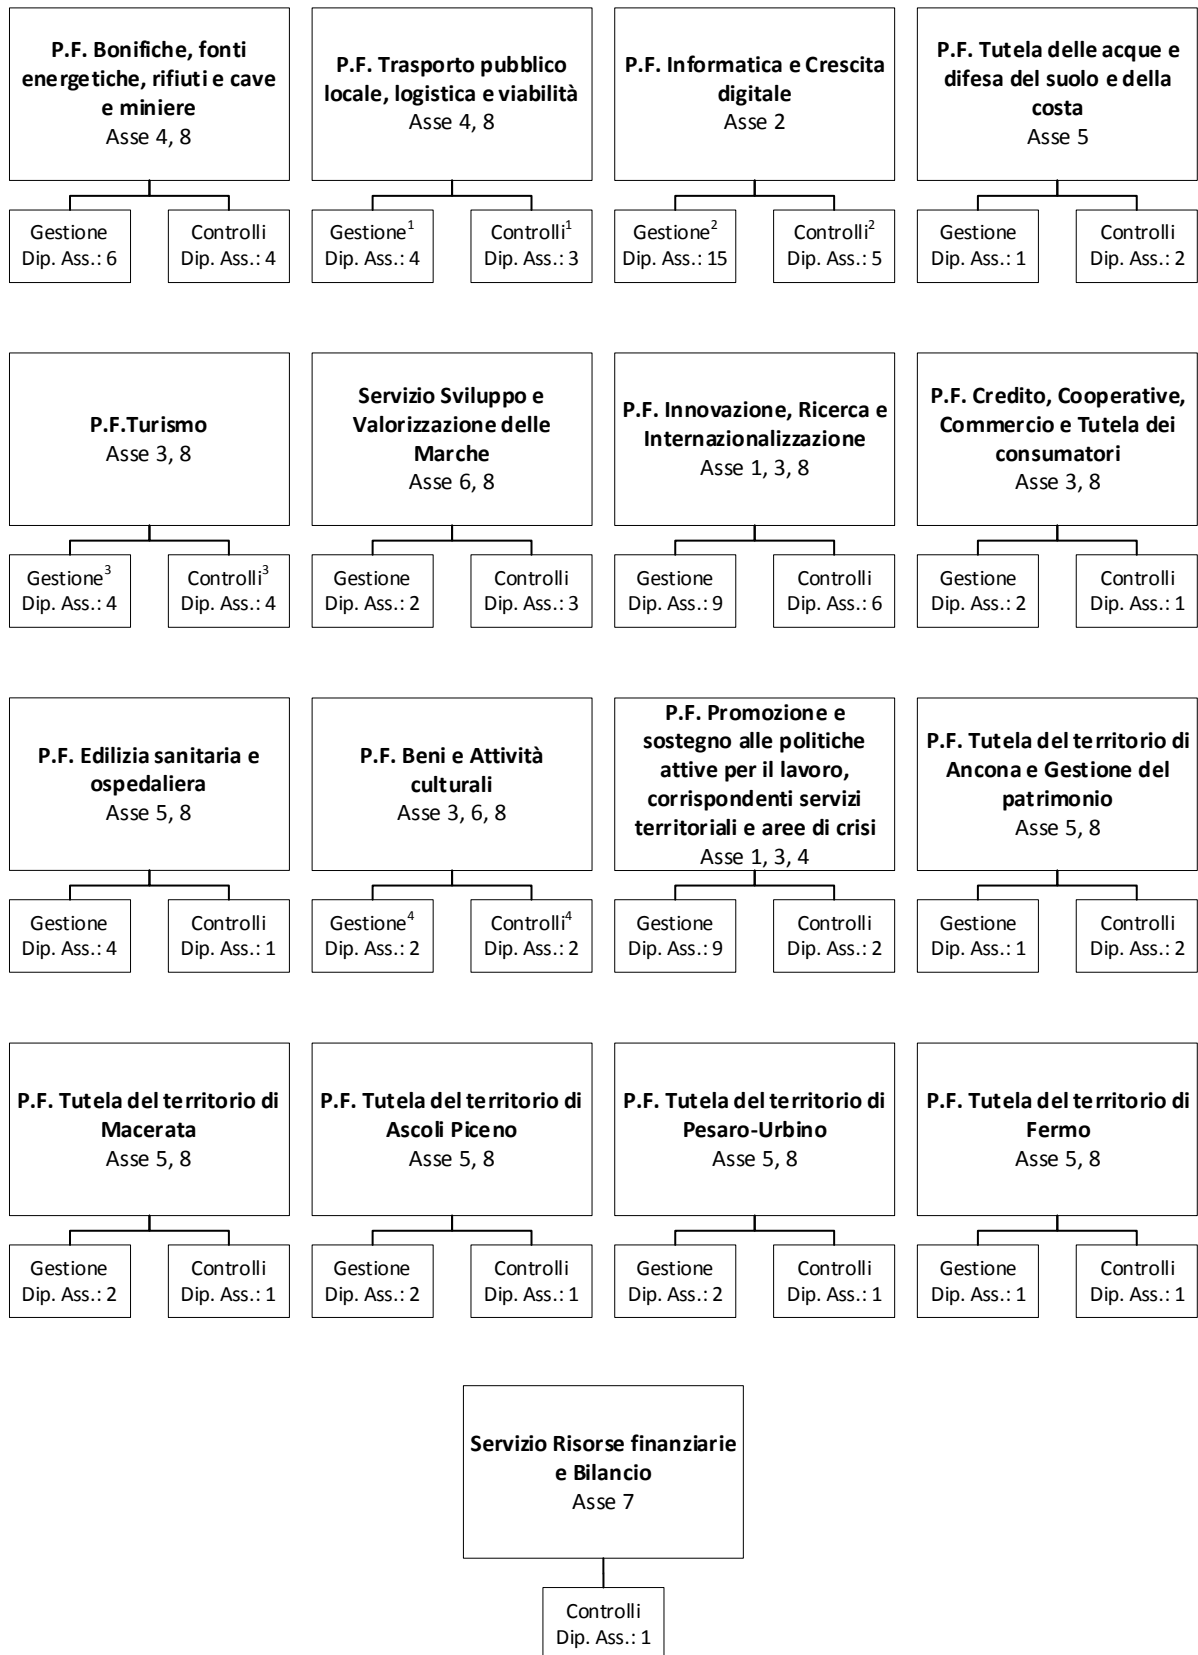 P.F. Bonifiche, fonti
energetiche, rifiuti e cave
e miniere
Asse 4, 8
Gestione
Dip. Ass.: 6
Controlli
Dip. Ass.: 4
P.F. Trasporto pubblico
locale, logistica e viabilità
Asse 4, 8
Gestione1
Dip. Ass.: 4
Controlli1
Dip. Ass.: 3
P.F. Informatica e Crescita
digitale
Asse 2
Gestione2
Dip. Ass.: 15
Controlli2
Dip. Ass.: 5
P.F. Tutela delle acque e
difesa del suolo e della
costa
Asse 5
Gestione
Dip. Ass.: 1
Controlli
Dip. Ass.: 2
P.F.Turismo
Asse 3, 8
Gestione3
Dip. Ass.: 4
Controlli3
Dip. Ass.: 4
Servizio Sviluppo e
Valorizzazione delle
Marche
Asse 6, 8
Gestione
Dip. Ass.: 2
Controlli
Dip. Ass.: 3
P.F. Innovazione, Ricerca e
Internazionalizzazione
Asse 1, 3, 8
Gestione
Dip. Ass.: 9
Controlli
Dip. Ass.: 6
P.F. Credito, Cooperative,
Commercio e Tutela dei
consumatori
Asse 3, 8
Gestione
Dip. Ass.: 2
Controlli
Dip. Ass.: 1
P.F. Edilizia sanitaria e
ospedaliera
Asse 5, 8
Gestione
Dip. Ass.: 4
Controlli
Dip. Ass.: 1
P.F. Beni e Attività
culturali
Asse 3, 6, 8
Gestione4
Dip. Ass.: 2
Controlli4
Dip. Ass.: 2
P.F. Promozione e
sostegno alle politiche
attive per il lavoro,
corrispondenti servizi
territoriali e aree di crisi
Asse 1, 3, 4
Gestione
Dip. Ass.: 9
Controlli
Dip. Ass.: 2
P.F. Tutela del territorio di
Ancona e Gestione del
patrimonio
Asse 5, 8
Gestione
Dip. Ass.: 1
Controlli
Dip. Ass.: 2
P.F. Tutela del territorio di
Macerata
Asse 5, 8
Gestione
Dip. Ass.: 2
Controlli
Dip. Ass.: 1
P.F. Tutela del territorio di
Ascoli Piceno
Asse 5, 8
Gestione
Dip. Ass.: 2
Controlli
Dip. Ass.: 1
P.F. Tutela del territorio di
Pesaro-Urbino
Asse 5, 8
Gestione
Dip. Ass.: 2
Controlli
Dip. Ass.: 1
P.F. Tutela del territorio di
Fermo
Asse 5, 8
Gestione
Dip. Ass.: 1
Controlli
Dip. Ass.: 1
Servizio Risorse finanziarie
e Bilancio
Asse 7
Controlli
Dip. Ass.: 1